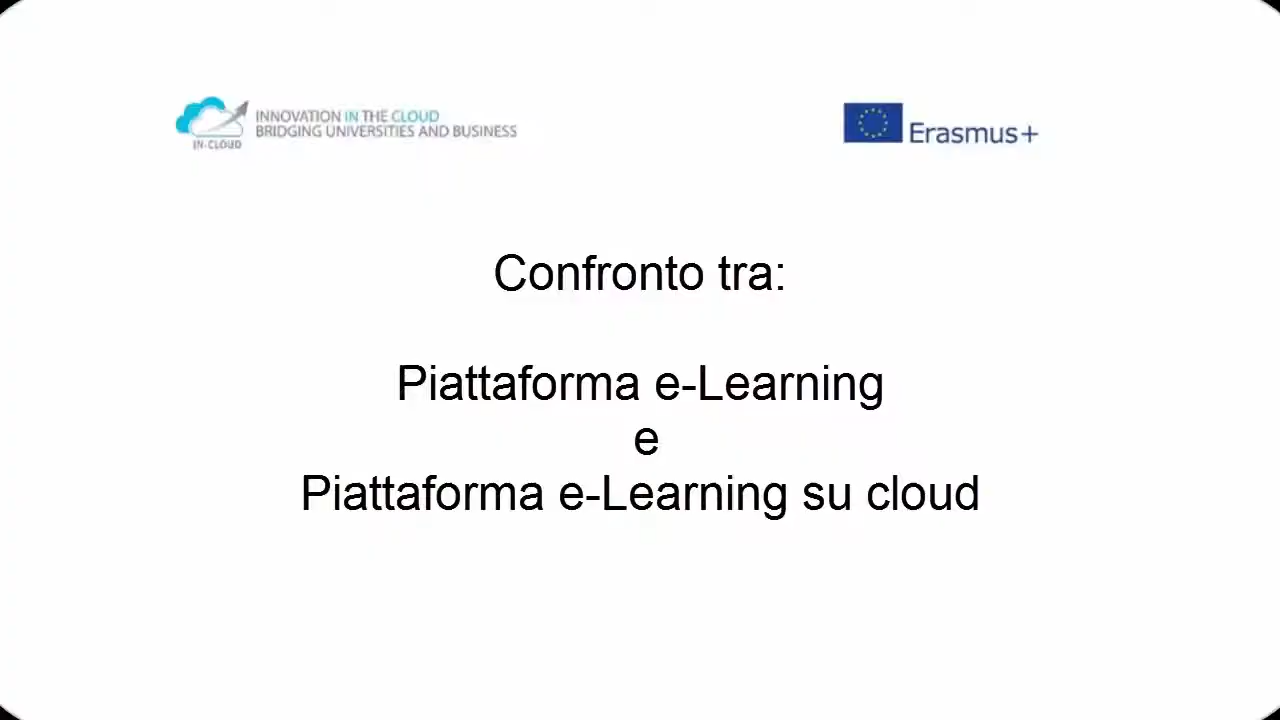 INNOVATION IN THE CLOUD
BRIDGING UNIVERSITIES AND BUSINESS
IN-CLOUD
Erasmus+
Confronto tra:
Piattaforma e-Learning
e
Piattaforma e-Learning su cloud